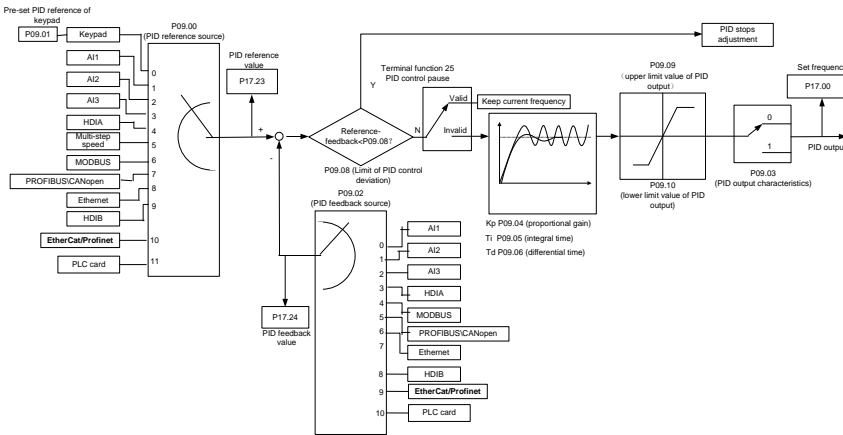 Pre-set PID reference of
keypad
P09.01
Keypad
AI1
AI2
AI3
HDIA
Multi-step
speed
MODBUS
PROFIBUS\CANopen
Ethernet
HDIB
EtherCat/Profinet
PLC card
P09.00
(PID reference source)
0
1
2
3
4
5
6
7
8
9
10
11
PID reference
value
P17.23
+
-
Reference-
feedback<P09.08?
Y
N
P09.08 (Limit of PID control
deviation)
Terminal function 25
PID control pause
Valid
Invalid
Keep current frequency
PID stops
adjustment
Kp P09.04 (proportional gain)
Ti P09.05 (integral time)
Td P09.06 (differential time)
P09.09
(upper limit value of PID
output)
P09.10
(lower limit value of PID
output)
0
1
P09.03
(PID output characteristics)
Set frequency
P17.00
PID output
P09.02
(PID feedback source)
P17.24
PID feedback
value
0
1
2
3
4
5
6
7
8
9
10
AI1
AI2
AI3
HDIA
MODBUS
PROFIBUS\CANopen
Ethernet
HDIB
EtherCat/Profinet
PLC card